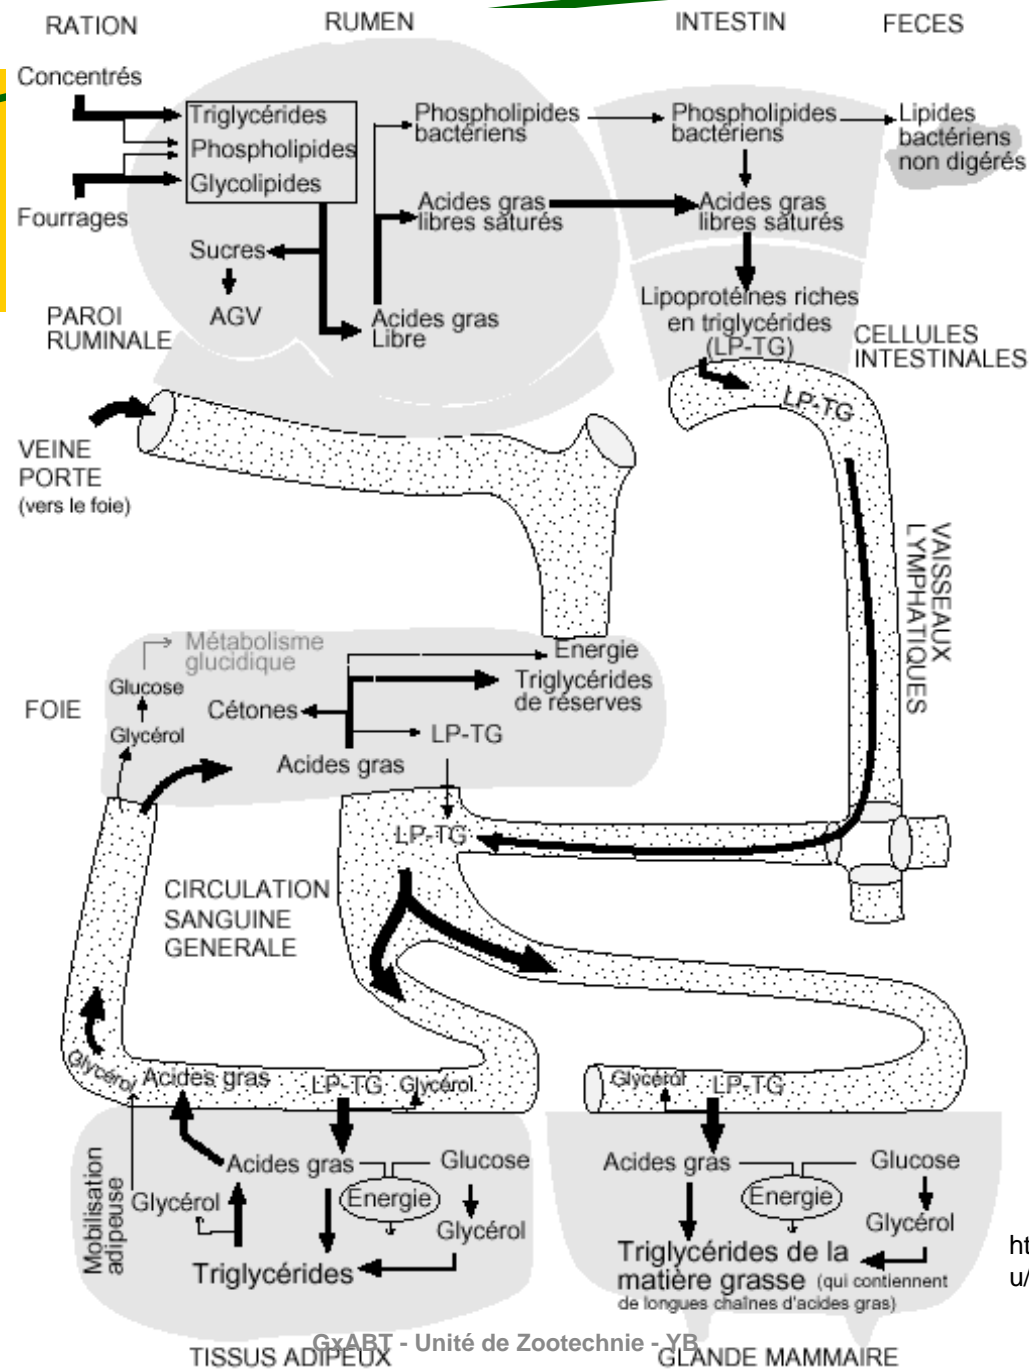 RATION
RUMEN
INTESTIN
FECES
Concentrés
Triglycérides
Phospholipides
Glycolipides
Fourrages
Phospholipides
bactériens
Phospholipides
bactériens
Lipides
bactériens
non digérés
Acides gras
libres saturés
Acides gras
libres saturés
Sucres
AGV
Acides gras
Libre
PAROI
RUMINALE
Lipoprotéines riches
en triglycérides
(LP-TG)
CELLULES
INTESTINALES
LP-TG
VEINE
PORTE
(vers le foie)
VAISSEAUX
LYMPHATIQUES
Métabolisme
glucidique
Glucose
Glycérol
FOIE
Cétones
Energie
Triglycérides
de réserves
LP-TG
Acides gras
LP-TG
CIRCULATION
SANGUINE
GENERALE
Glycérol
Acides gras
LP-TG
Glycérol
Glycérol
LP-TG
Mobilisation
adipeuse
Glycérol
Acides gras
Glucose
Energie
Glycérol
Triglycérides
Acides gras
Glucose
Energie
Glycérol
Triglycérides de la
matière grasse (qui contiennent
de longues chaînes d'acides gras)
ht
u/
GxABT - Unité de Zootechnie - YB
TISSUS ADIPEUX
GLANDE MAMMAIRE